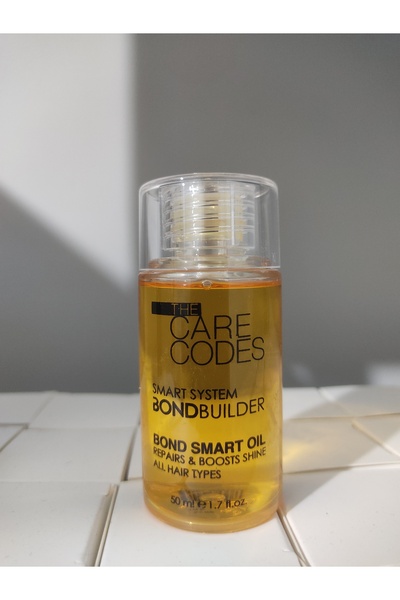 THE
CARE
CODES
SMART SYSTEM
BONDBUILDER
BOND SMART OIL
REPAIRS & BOOSTS SHINE
ALL HAIR TYPES
50 ml ℮ 1.7 fl.oz.